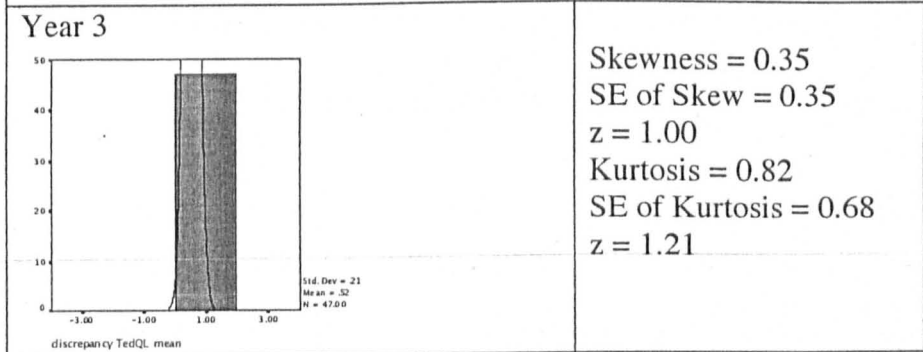 Year 3
50
40
30
20
10
0
-3.00 -1.00 1.00 3.00
Std. Dev = .21
Mean = .52
N = 47.00
discrepancy TedQL mean
Skewness = 0.35
SE of Skew = 0.35
z = 1.00
Kurtosis = 0.82
SE of Kurtosis = 0.68
z = 1.21